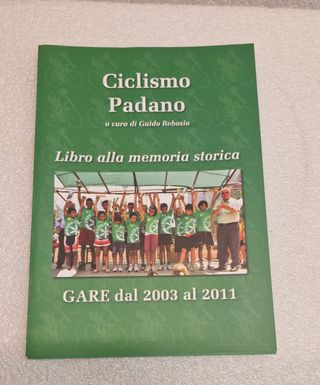 Ciclismo
Padano
a cura di Guido Rebosio
Libro alla memoria storica
GARE dal 2003 al 2011